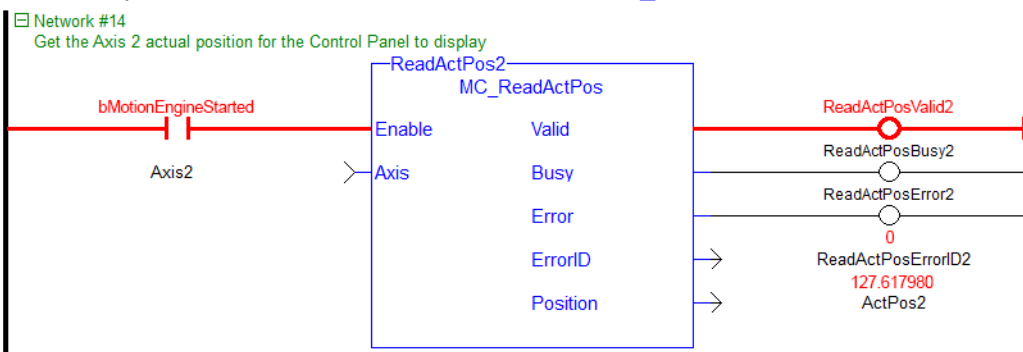 Network #14
Get the Axis 2 actual position for the Control Panel to display
ReadActPos2
MC_ReadActPos
bMotionEngineStarted
ReadActPosValid2
Enable Valid
ReadActPosBusy2
Axis2 Axis Busy
ReadActPosError2
Error
0
ErrorID ReadActPosErrorID2
127.617980
Position ActPos2